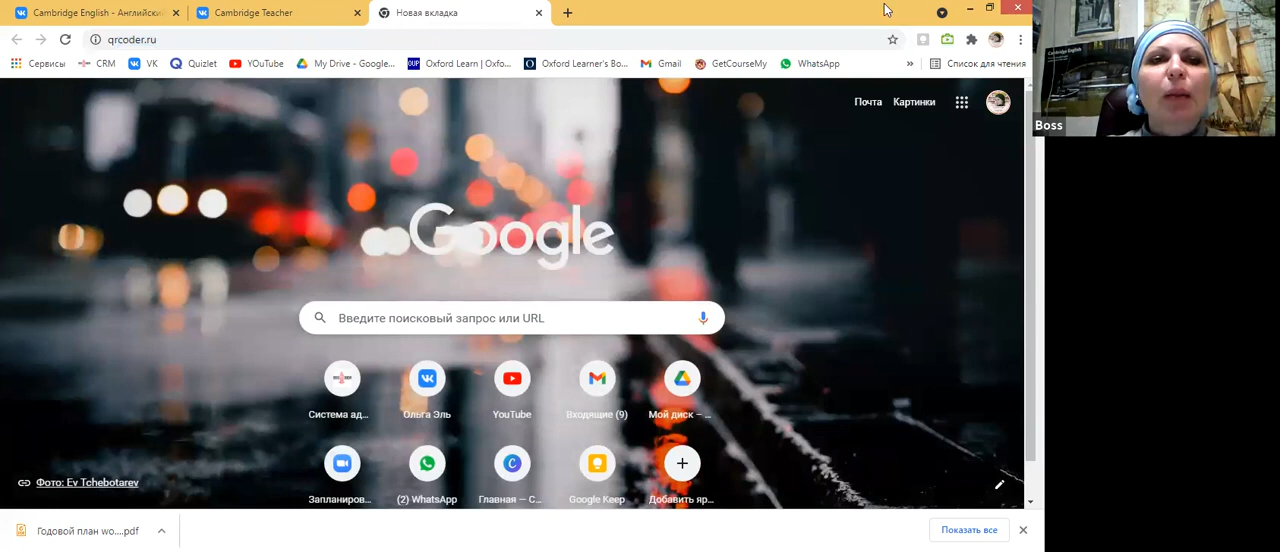 Cambridge English - Английский
Cambridge Teacher
Новая вкладка
qrcoder.ru
Сервисы
CRM
VK
Quizlet
YouTube
My Drive - Google...
OUP
Oxford Learn | Oxfo...
Oxford Learner's Bo...
Gmail
GetCourseMy
WhatsApp
»
Список для чтения
Cambridge English
Boss
Почта
Картинки
Google
Введите поисковый запрос или URL
Система ад...
Ольга Эль
YouTube
Входящие (9)
Мой диск – ...
Запланиров...
(2) WhatsApp
Главная – C...
Google Keep
Добавить яр...
Фото: Ev Tchebotarev
Годовой план wo....pdf
Показать все